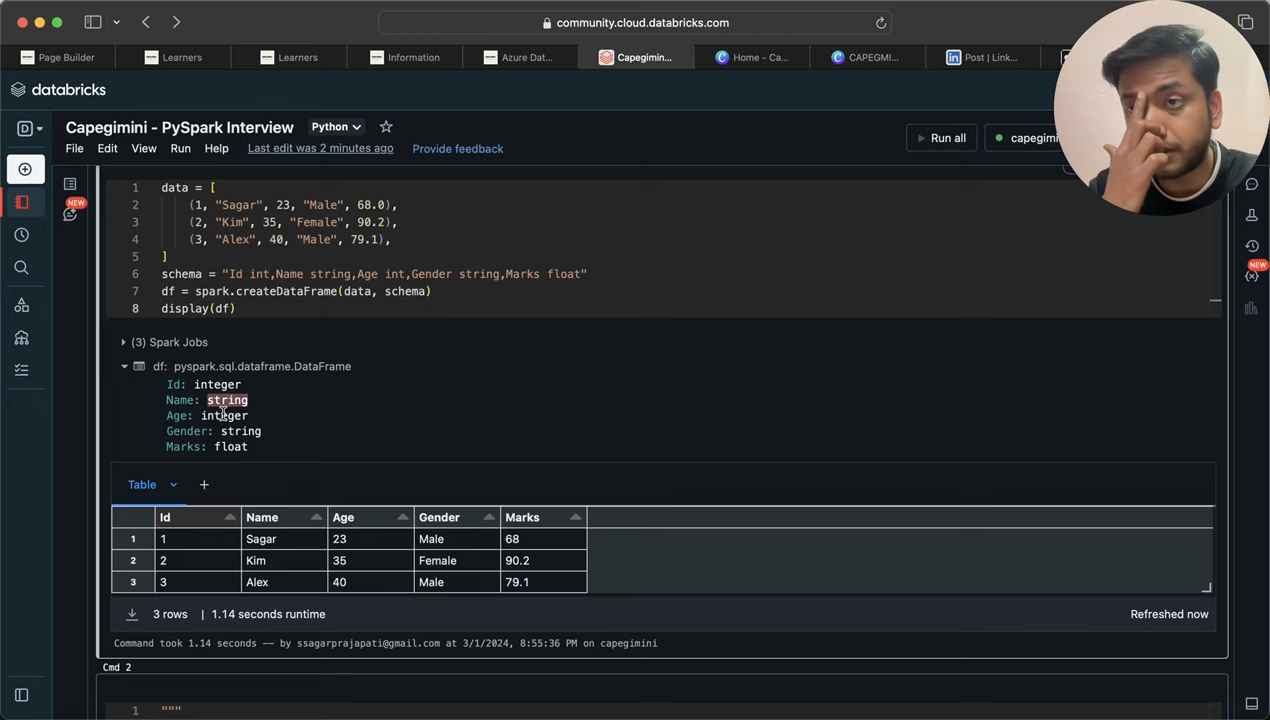 community.cloud.databricks.com
Page Builder
Learners
Learners
Information
Azure Dat...
Capegimin...
Home - Ca...
CAPEGMI...
Post | Link...
databricks
D
Capegimini - PySpark Interview
Python
Run all
capegimi
File
Edit
View
Run
Help
Last edit was 2 minutes ago
Provide feedback
NEW
NEW
1 data = [
2 (1, "Sagar", 23, "Male", 68.0),
3 (2, "Kim", 35, "Female", 90.2),
4 (3, "Alex", 40, "Male", 79.1),
5 ]
6 schema = "Id int,Name string,Age int,Gender string,Marks float"
7 df = spark.createDataFrame(data, schema)
8 display(df)
(3) Spark Jobs
df: pyspark.sql.dataframe.DataFrame
Id: integer
Name: string
Age: integer
Gender: string
Marks: float
Table +
Id Name Age Gender Marks
1 1 Sagar 23 Male 68
2 2 Kim 35 Female 90.2
3 3 Alex 40 Male 79.1
3 rows | 1.14 seconds runtime
Refreshed now
Command took 1.14 seconds -- by ssagarprajapati@gmail.com at 3/1/2024, 8:55:36 PM on capegimini
Cmd 2
1 """